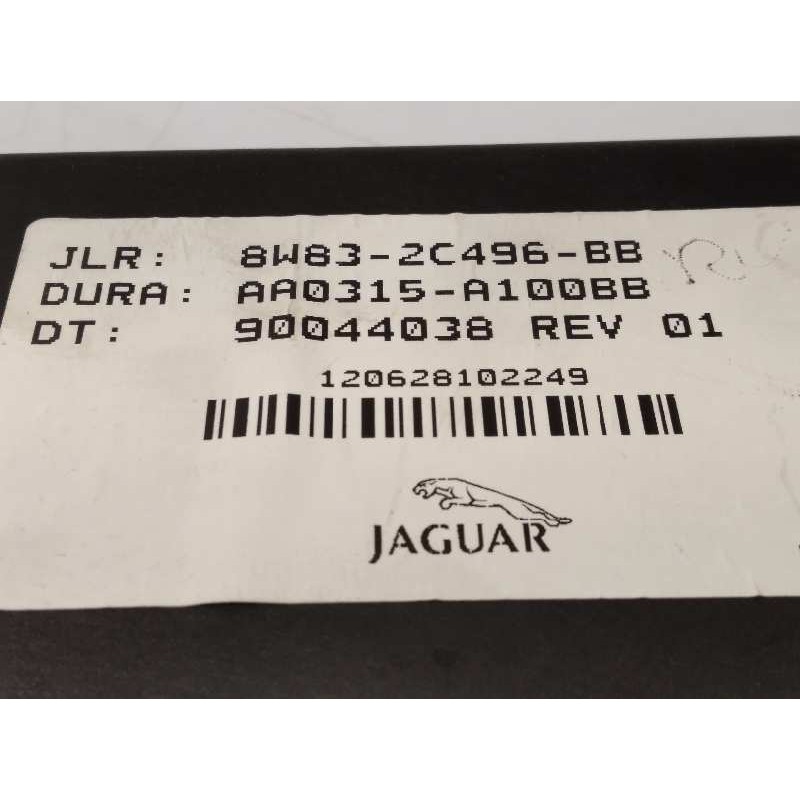 JLR: 8W83-2C496-BB
DURA: AA0315-A100BB
DT: 90044038 REV 01
120628102249
JAGUAR